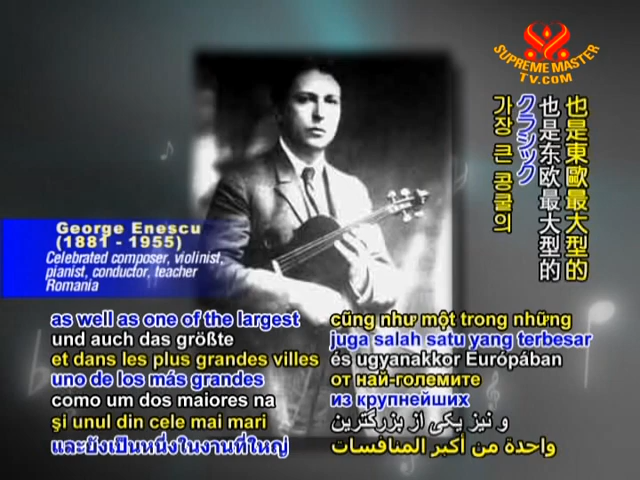 SUPREME MASTER
TV.COM
也是東歐最大型的
也是东欧最大型的
クラシック
가장 큰 콩쿨의
George Enescu
(1881 - 1955)
Celebrated composer, violinist,
pianist, conductor, teacher
Romania
as well as one of the largest
und auch das größte
et dans les plus grandes villes
uno de los más grandes
como um dos maiores na
şi unul din cele mai mari
และยังเป็นหนึ่งในงานที่ใหญ่
cũng như một trong những
juga salah satu yang terbesar
és ugyanakkor Európában
от най-големите
из крупнейших
و نیز یکی از بزرگترین
واحدة من أكبر المنافسات